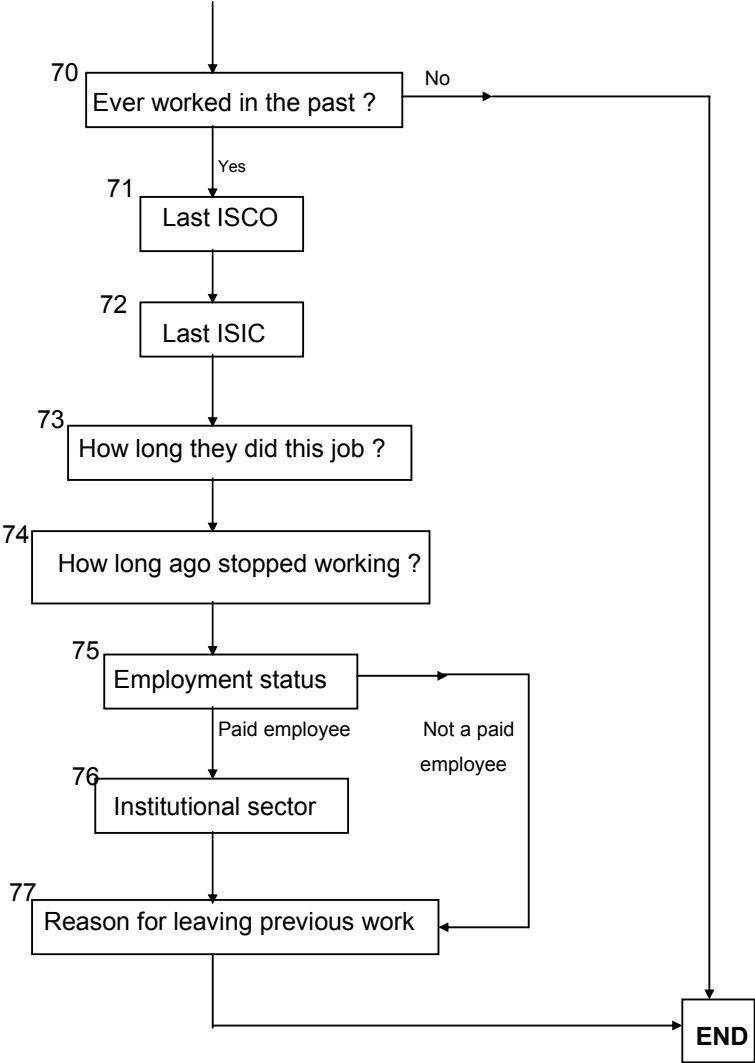 70
No
Ever worked in the past ?
Yes
71
Last ISCO
72
Last ISIC
73
How long they did this job ?
74
How long ago stopped working ?
75
Employment status
Paid employee
Not a paid
employee
76
Institutional sector
77
Reason for leaving previous work
END